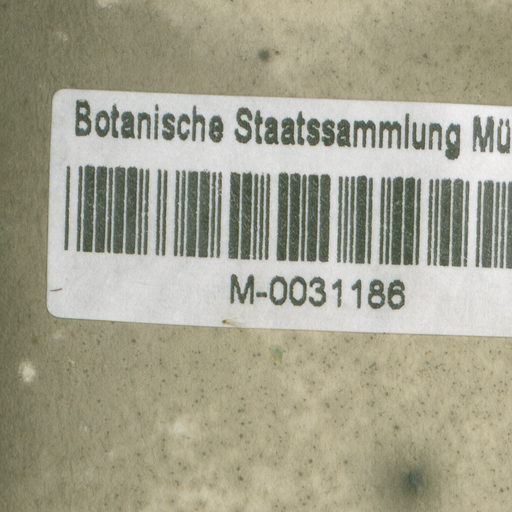 Botanische Staatssammlung Mü
M-0031186